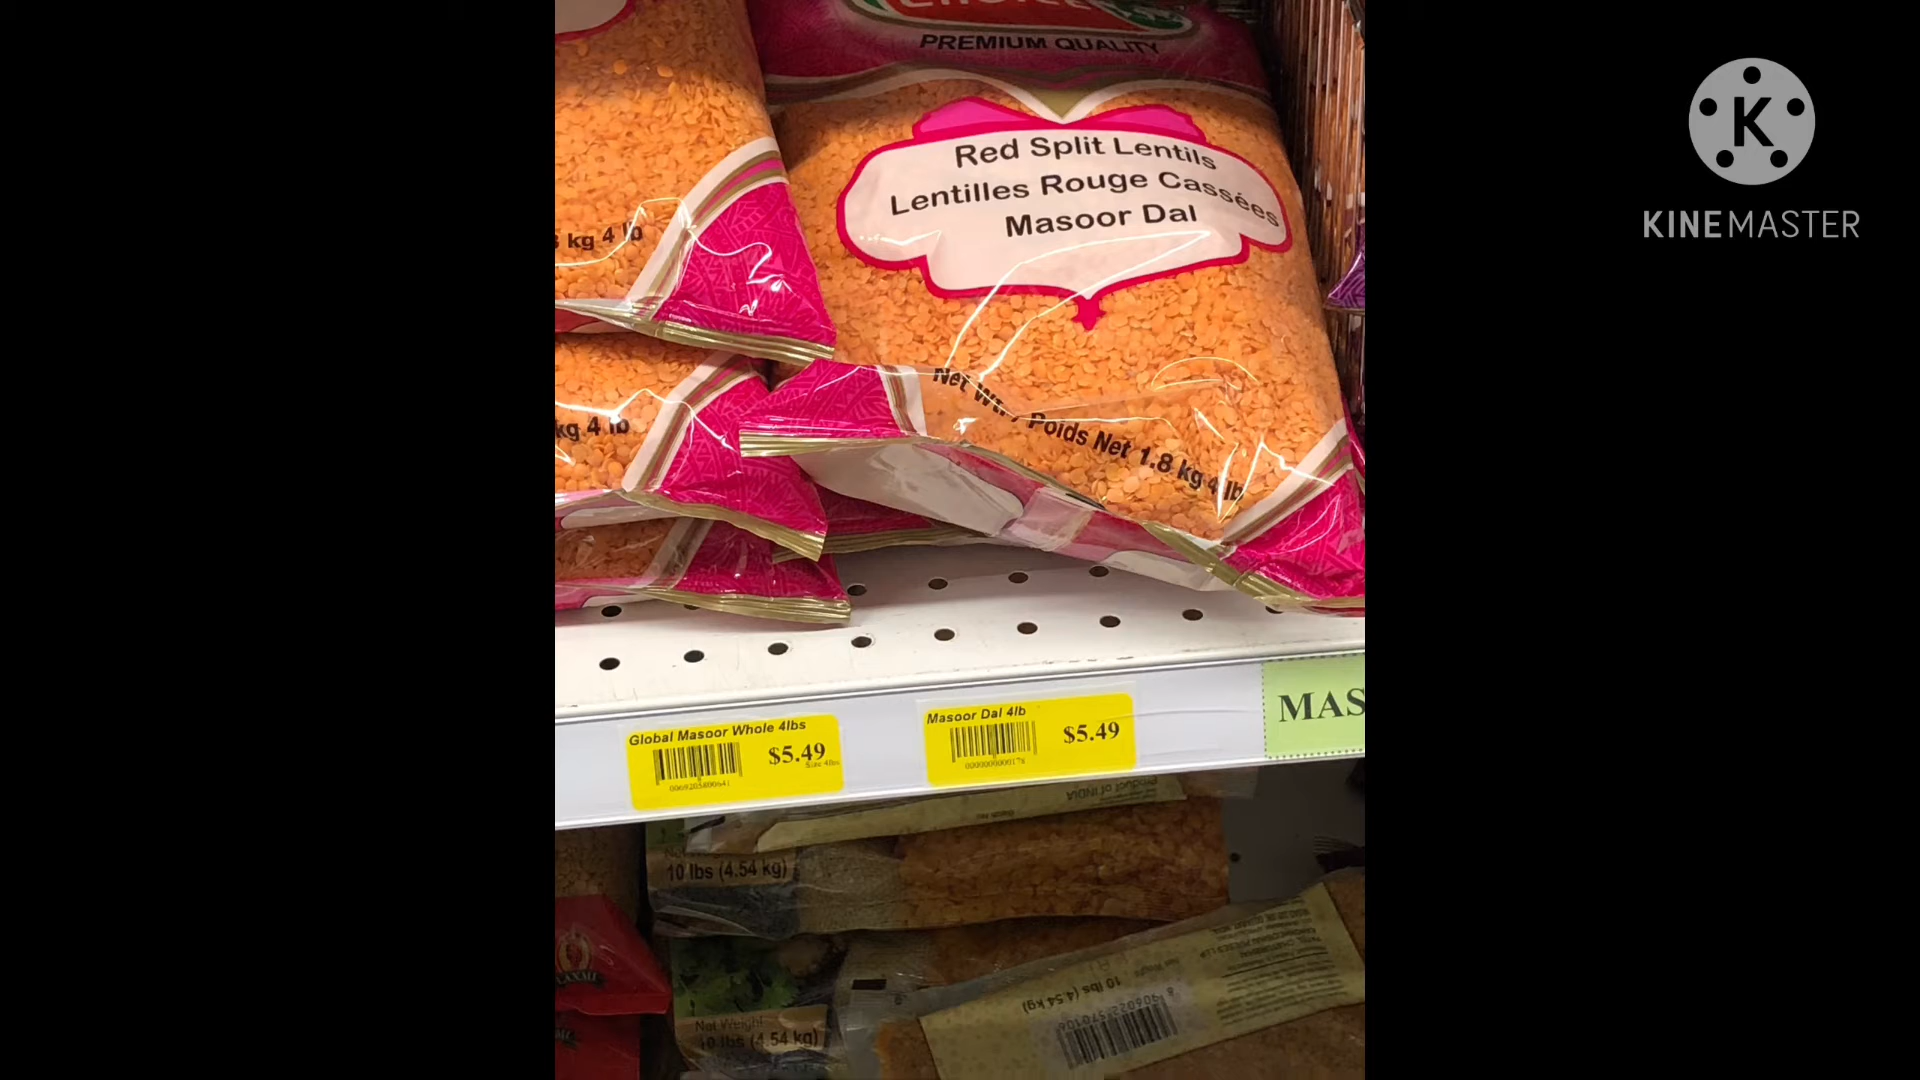 PREMIUM QUALITY
Red Split Lentils
Lentilles Rouge Cassées
Masoor Dal
kg 4 lb
kg 4 lb
Net Wt. / Poids Net 1.8 kg 4 lb
KINEMASTER
MAS
Global Masoor Whole 4lbs
$5.49
Size 4lbs
Masoor Dal 4lb
$5.49
Product of INDIA
10 lbs (4.54 kg)
10 lbs (4.54 kg)
Net Weight
10 lbs (4.54 kg)